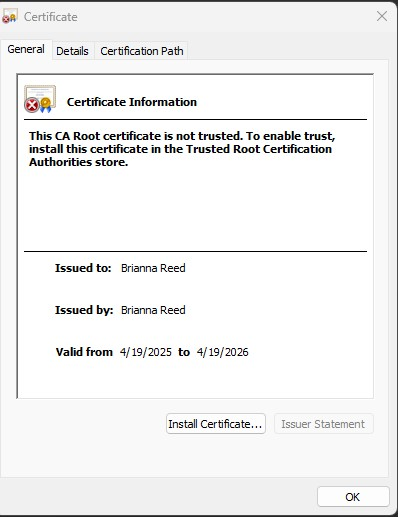 Certificate
General Details Certification Path
Certificate Information
This CA Root certificate is not trusted. To enable trust,
install this certificate in the Trusted Root Certification
Authorities store.
Issued to: Brianna Reed
Issued by: Brianna Reed
Valid from 4/19/2025 to 4/19/2026
Install Certificate... Issuer Statement
OK